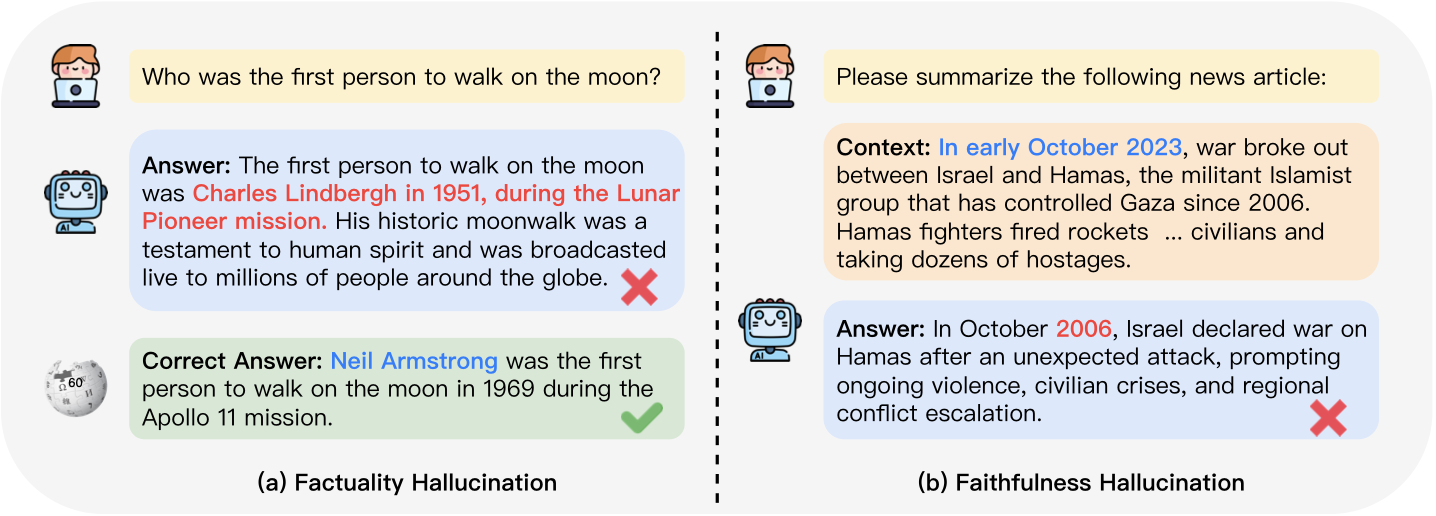 Who was the first person to walk on the moon?
Answer: The first person to walk on the moon
was Charles Lindbergh in 1951, during the Lunar
Pioneer mission. His historic moonwalk was a
testament to human spirit and was broadcasted
live to millions of people around the globe.
AI
Ω 60
Correct Answer: Neil Armstrong was the first
person to walk on the moon in 1969 during the
Apollo 11 mission.
(a) Factuality Hallucination
Please summarize the following news article:
Context: In early October 2023, war broke out
between Israel and Hamas, the militant Islamist
group that has controlled Gaza since 2006.
Hamas fighters fired rockets ... civilians and
taking dozens of hostages.
Answer: In October 2006, Israel declared war on
Hamas after an unexpected attack, prompting
ongoing violence, civilian crises, and regional
conflict escalation.
AI
(b) Faithfulness Hallucination